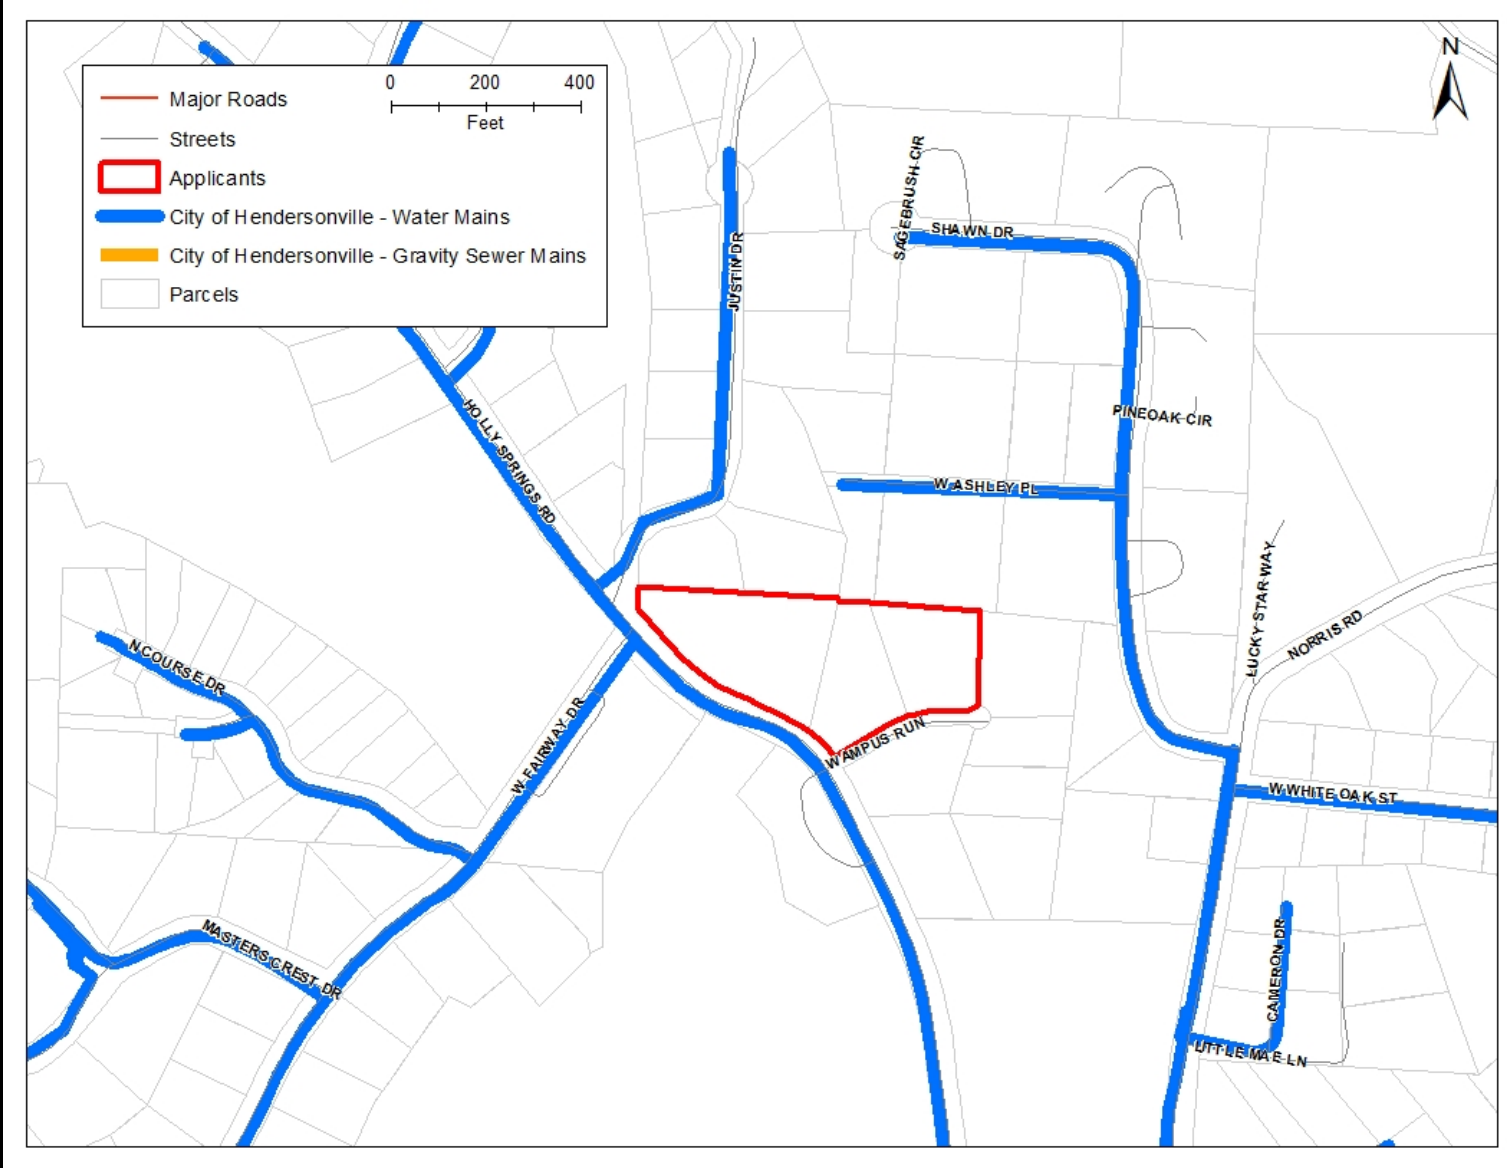 0 200 400
Feet
Major Roads
Streets
Applicants
City of Hendersonville - Water Mains
City of Hendersonville - Gravity Sewer Mains
Parcels
N
SAGEBRUSH CIR
SHAWN DR
JUSTIN DR
HOLLY SPRINGS RD
PINEOAK CIR
W ASHLEY PL
LUCKY STAR WAY
NORRIS RD
N COURSE DR
W FAIRWAY DR
WAMPUS RUN
W WHITE OAK ST
MASTERS CREST DR
CAMERON DR
LITTLE MAE LN